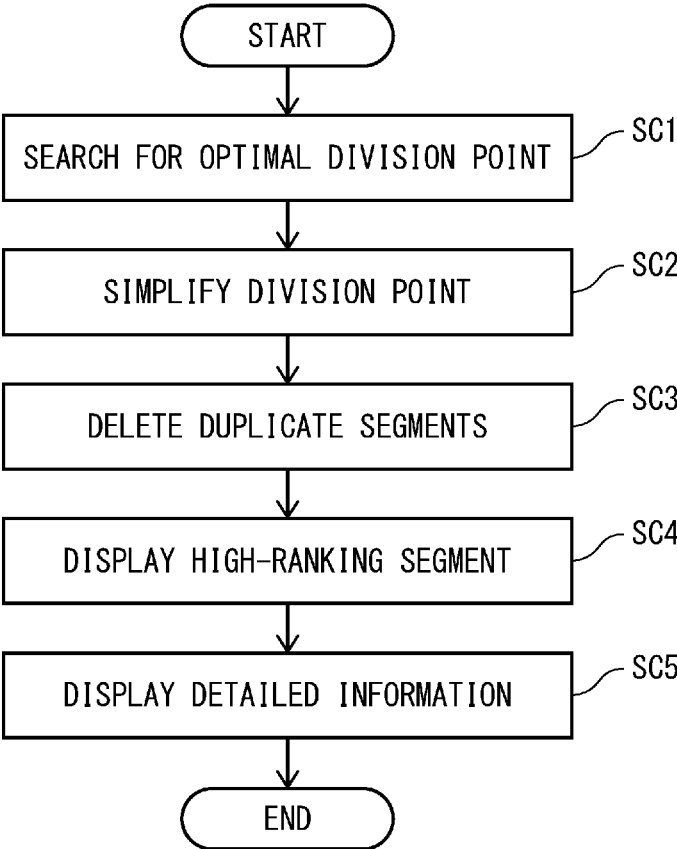 START
SEARCH FOR OPTIMAL DIVISION POINT
SC1
SIMPLIFY DIVISION POINT
SC2
DELETE DUPLICATE SEGMENTS
SC3
DISPLAY HIGH-RANKING SEGMENT
SC4
DISPLAY DETAILED INFORMATION
SC5
END